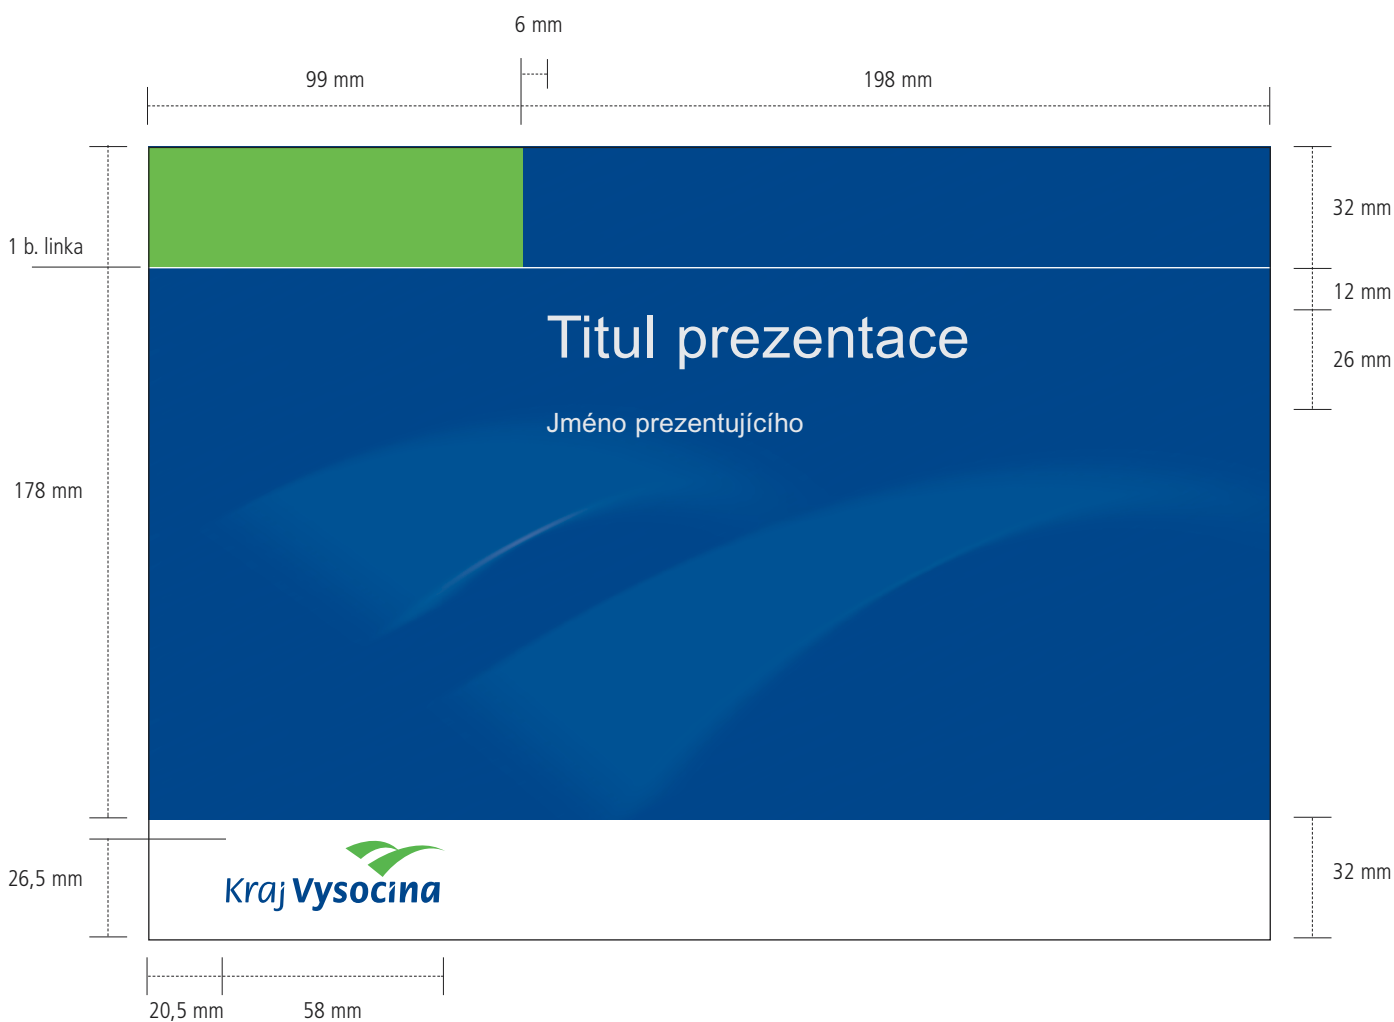 6 mm
99 mm
198 mm
32 mm
1 b. linka
12 mm
Titul prezentace
26 mm
Jméno prezentujícího
178 mm
26,5 mm
32 mm
Kraj Vysočina
20,5 mm
58 mm